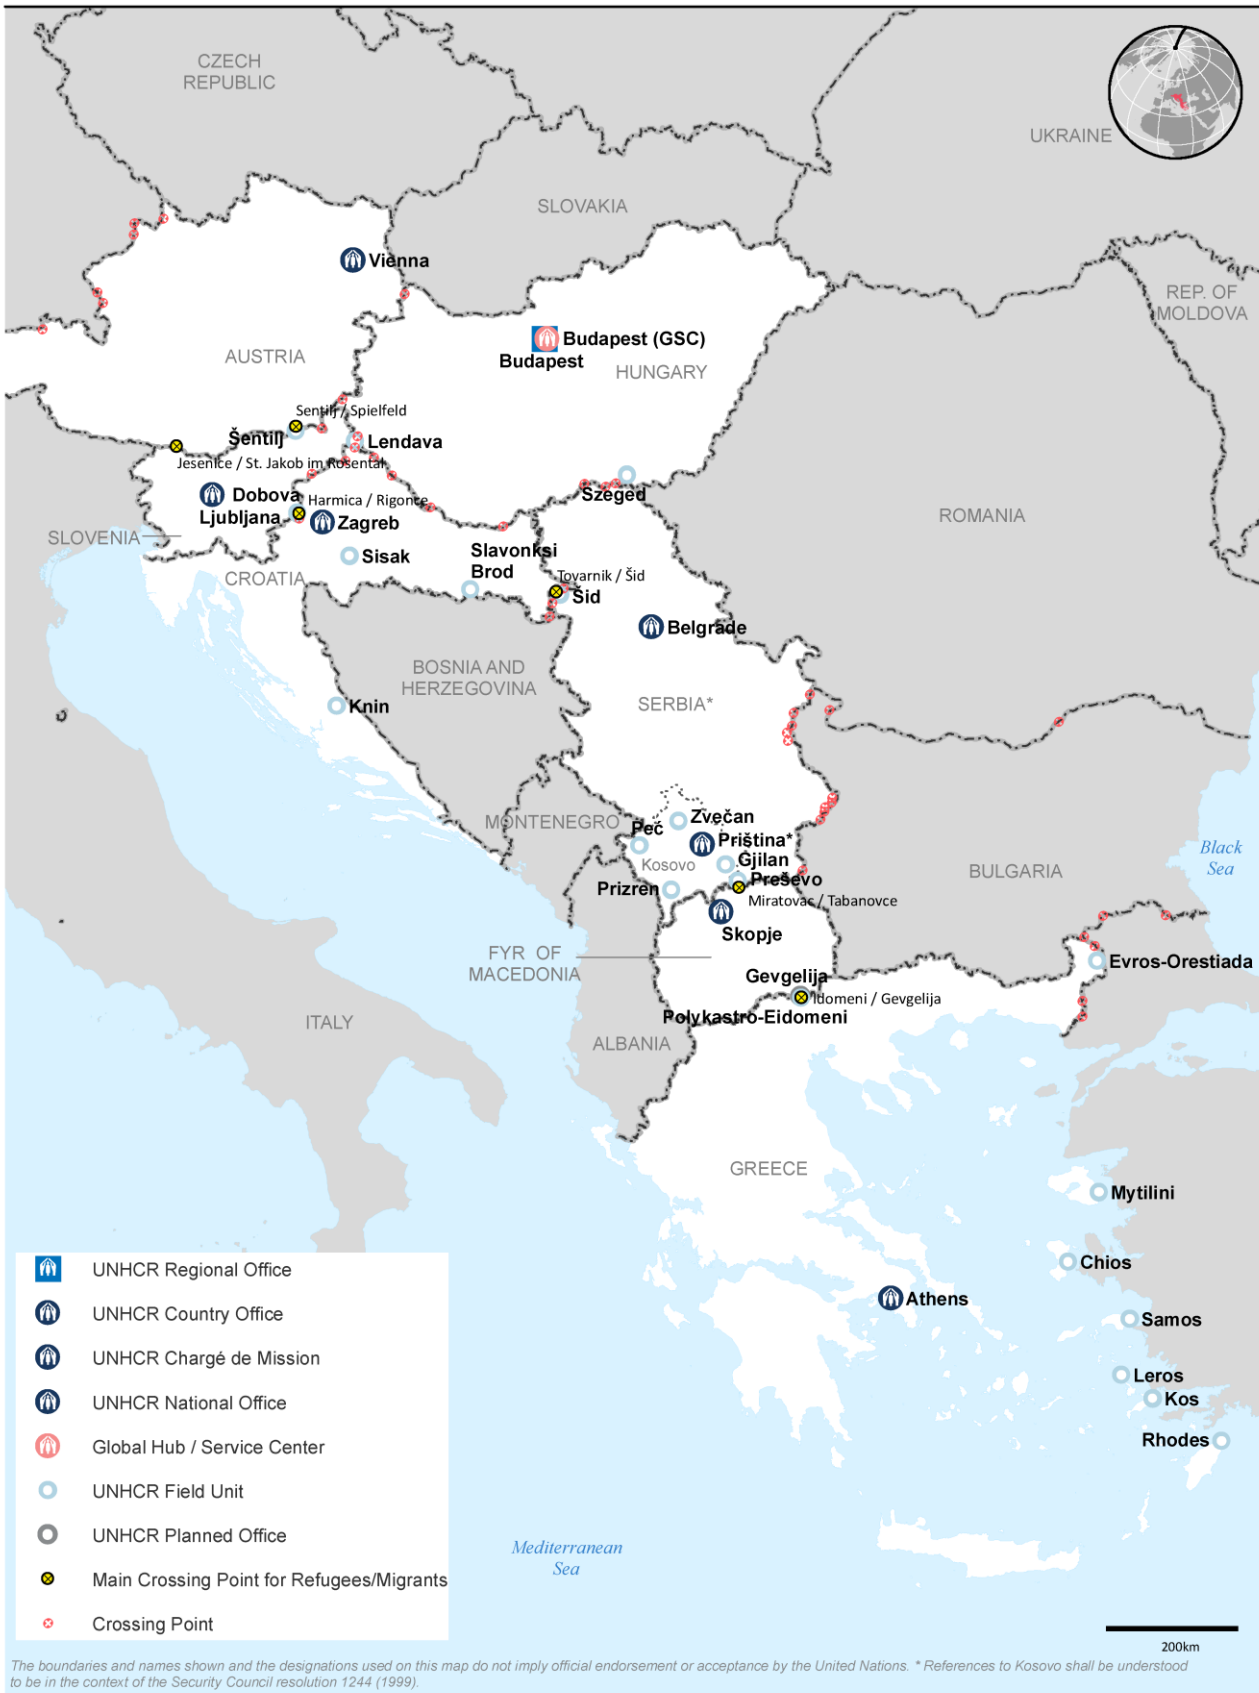 CZECH
REPUBLIC
UKRAINE
SLOVAKIA
Vienna
REP. OF
MOLDOVA
Budapest (GSC)
Budapest
AUSTRIA
HUNGARY
Sentilj / Spielfeld
Šentilj
Lendava
Jesenice / St. Jakob im Rosental
Dobova
Harmica / Rigonce
Szeged
Ljubljana
Zagreb
ROMANIA
SLOVENIA
Sisak
Slavonksi
Brod
CROATIA
Tovarnik / Šid
Šid
Belgrade
BOSNIA AND
HERZEGOVINA
Knin
SERBIA*
MONTENEGRO
Zvečan
Peć
Priština*
Black
Sea
Kosovo
Gjilan
BULGARIA
Prizren
Preševo
Miratovac / Tabanovce
Skopje
FYR OF
MACEDONIA
Evros-Orestiada
Gevgelija
Idomeni / Gevgelija
Polykastro-Eidomeni
ITALY
ALBANIA
GREECE
Mytilini
Chios
Athens
Samos
Leros
Kos
Rhodes
Mediterranean
Sea
UNHCR Regional Office
UNHCR Country Office
UNHCR Chargé de Mission
UNHCR National Office
Global Hub / Service Center
UNHCR Field Unit
UNHCR Planned Office
Main Crossing Point for Refugees/Migrants
Crossing Point
200km
The boundaries and names shown and the designations used on this map do not imply official endorsement or acceptance by the United Nations. * References to Kosovo shall be understood
to be in the context of the Security Council resolution 1244 (1999).